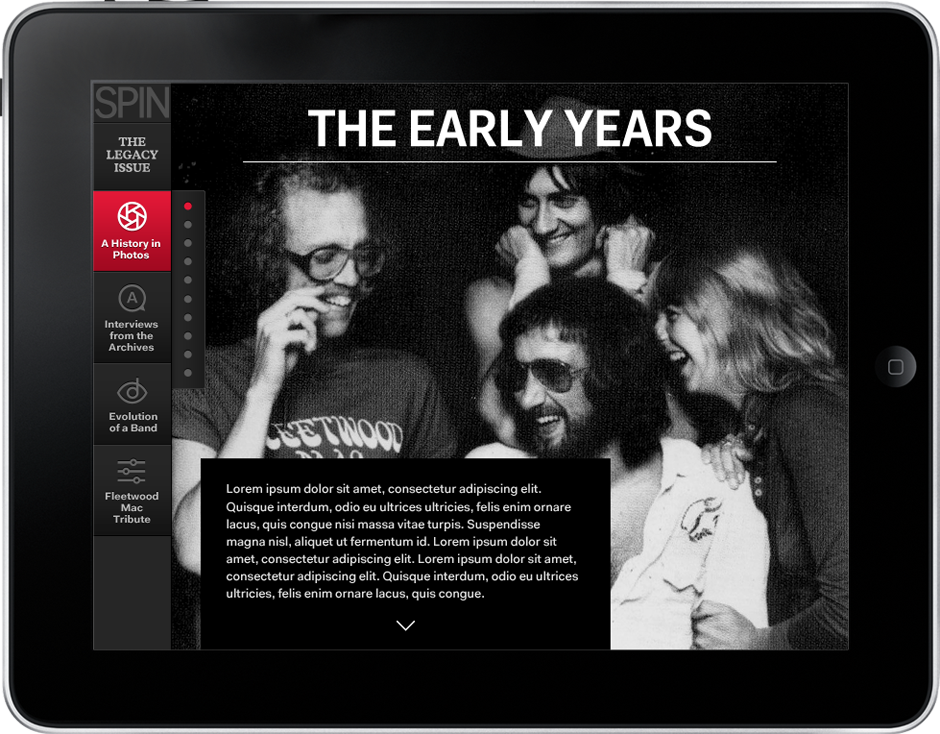 SPIN
THE
LEGACY
ISSUE
A History in
Photos
A
Interviews
from the
Archives
Evolution
of a Band
Fleetwood
Mac
Tribute
THE EARLY YEARS
FLEETWOOD
MAC
Lorem ipsum dolor sit amet, consectetur adipiscing elit.
Quisque interdum, odio eu ultrices ultricies, felis enim ornare
lacus, quis congue nisi massa vitae turpis. Suspendisse
magna nisl, aliquet ut fermentum id. Lorem ipsum dolor sit
amet, consectetur adipiscing elit. Lorem ipsum dolor sit amet,
consectetur adipiscing elit. Quisque interdum, odio eu ultrices
ultricies, felis enim ornare lacus, quis congue.